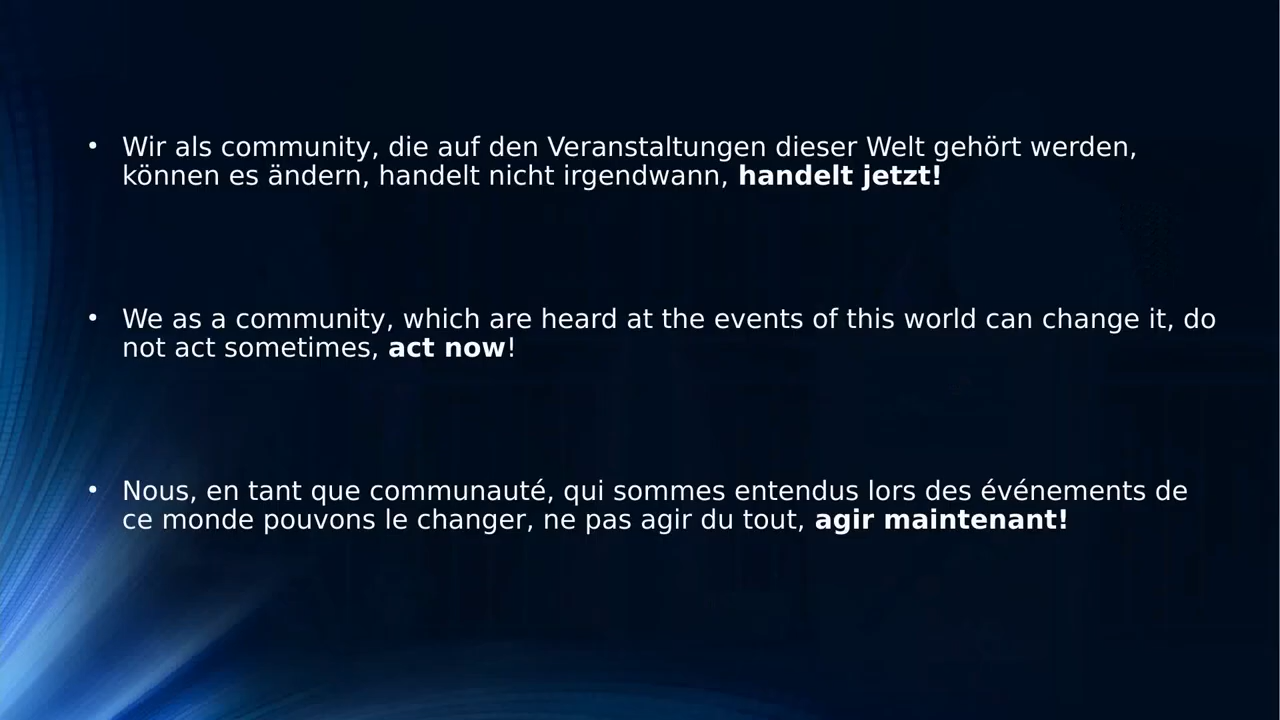 • Wir als community, die auf den Veranstaltungen dieser Welt gehört werden,
können es ändern, handelt nicht irgendwann, handelt jetzt!
• We as a community, which are heard at the events of this world can change it, do
not act sometimes, act now!
• Nous, en tant que communauté, qui sommes entendus lors des événements de
ce monde pouvons le changer, ne pas agir du tout, agir maintenant!